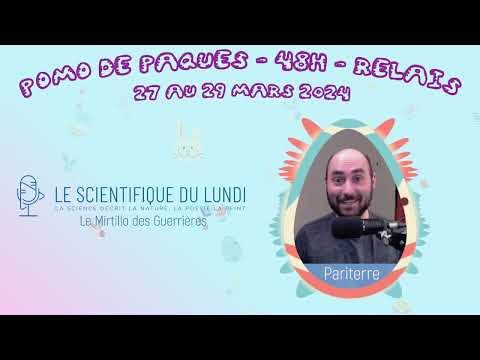 POMO DE PAQUES - 48H - RELAIS
27 AU 29 MARS 2024
LE SCIENTIFIQUE DU LUNDI
LA SCIENCE DÉCRIT LA NATURE, LA POÉSIE LA PEINT
Le Mirtillo des Guerrières
Pariterre